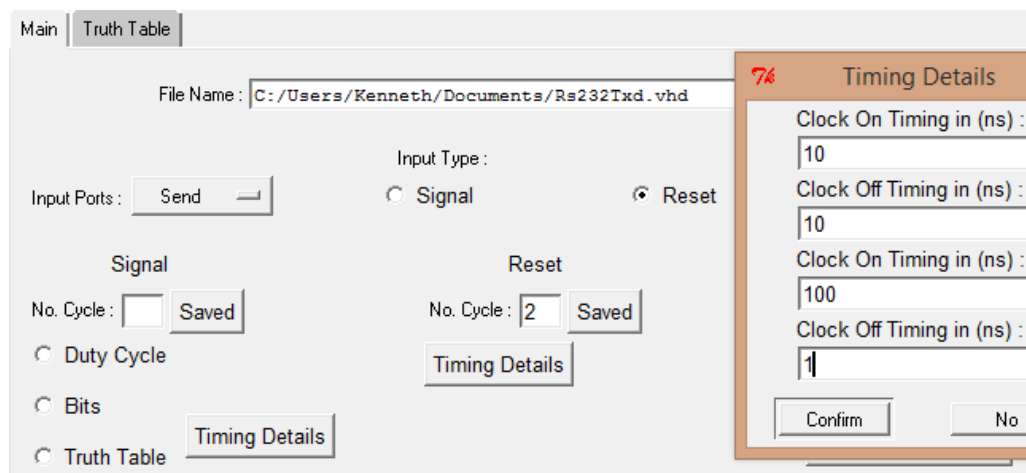 Main Truth Table
File Name : C:/Users/Kenneth/Documents/Rs232Txd.vhd
Input Type :
Input Ports : Send Signal Reset
Signal Reset
No. Cycle : Saved No. Cycle : 2 Saved
Duty Cycle Timing Details
Bits
Timing Details
Truth Table
Timing Details
Clock On Timing in (ns) :
10
Clock Off Timing in (ns) :
10
Clock On Timing in (ns) :
100
Clock Off Timing in (ns) :
1
Confirm No